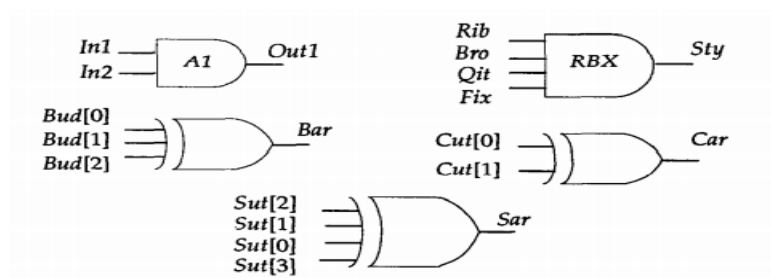 In1
In2
A1
Out1
Rib
Bro
Qit
Fix
RBX
Sty
Bud[0]
Bud[1]
Bud[2]
Bar
Cut[0]
Cut[1]
Car
Sut[2]
Sut[1]
Sut[0]
Sut[3]
Sar